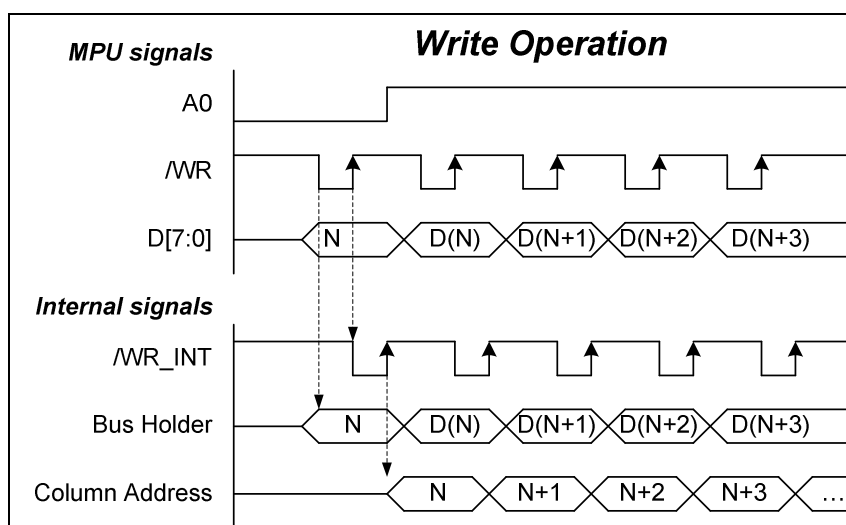 MPU signals Write Operation
A0
/WR
D[7:0] N D(N) D(N+1) D(N+2) D(N+3)
Internal signals
/WR_INT
Bus Holder N D(N) D(N+1) D(N+2) D(N+3)
Column Address N N+1 N+2 N+3 ...